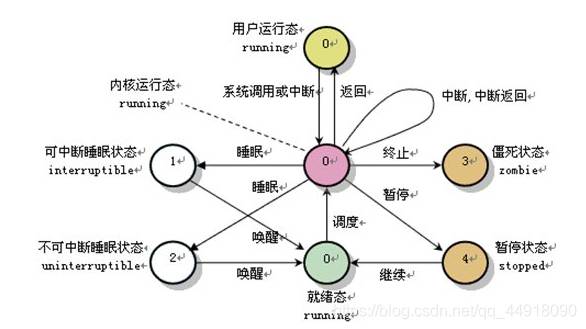 用户运行态
running
0
系统调用或中断
返回
内核运行态
running
中断, 中断返回
可中断睡眠状态
interruptible
1
睡眠
0
终止
3
僵死状态
zombie
睡眠
暂停
唤醒
调度
不可中断睡眠状态
uninterruptible
2
唤醒
0
继续
4
暂停状态
stopped
就绪态
running
https://blog.csdn.net/qq_44918090